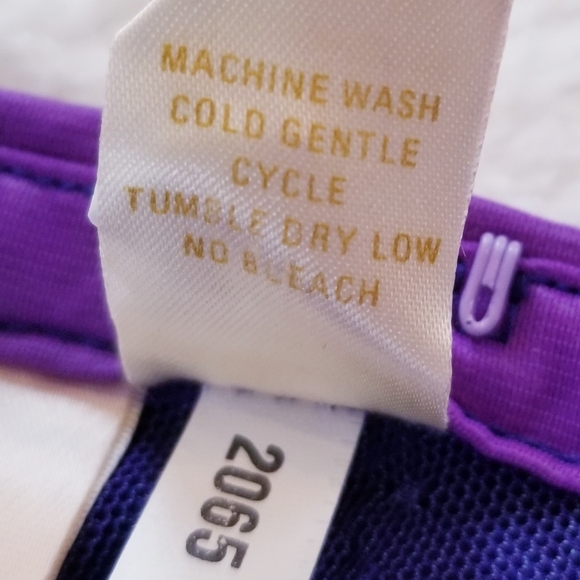 MACHINE WASH
COLD GENTLE
CYCLE
TUMBLE DRY LOW
NO BLEACH
2065